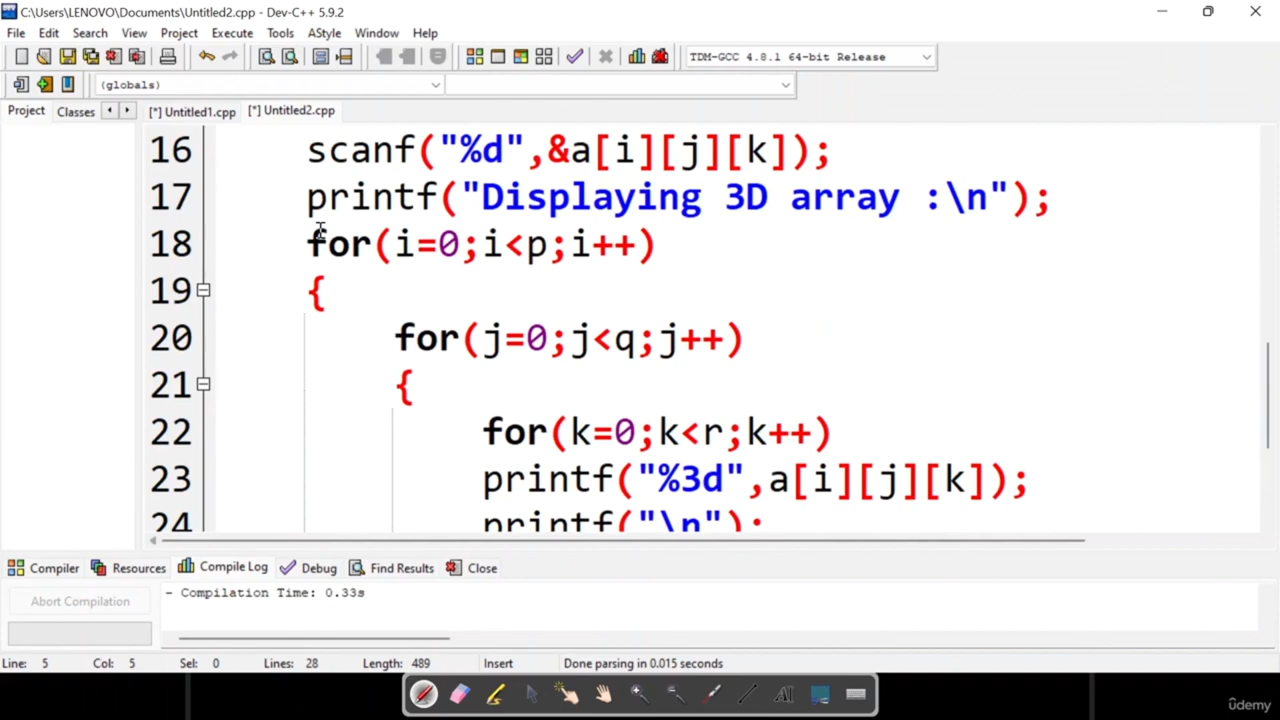 C:\Users\LENOVO\Documents\Untitled2.cpp - Dev-C++ 5.9.2
File Edit Search View Project Execute Tools AStyle Window Help
TDM-GCC 4.8.1 64-bit Release
(globals)
Project Classes [*] Untitled1.cpp [*] Untitled2.cpp
16 scanf("%d",&a[i][j][k]);
17 printf("Displaying 3D array :\n");
18 for(i=0;i<p;i++)
19 {
20 for(j=0;j<q;j++)
21 {
22 for(k=0;k<r;k++)
23 printf("%3d",a[i][j][k]);
24 printf("\n");
Compiler Resources Compile Log Debug Find Results Close
Abort Compilation
- Compilation Time: 0.33s
Line: 5 Col: 5 Sel: 0 Lines: 28 Length: 489 Insert Done parsing in 0.015 seconds
AI
ûdemy